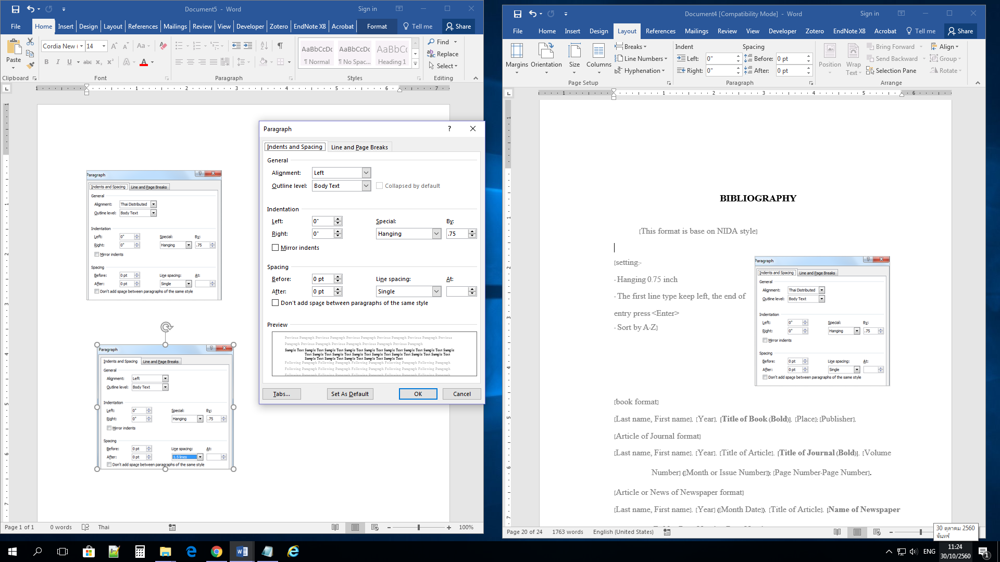 Document5 - Word
Sign in
File Home Insert Design Layout References Mailings Review View Developer Zotero EndNote X8 Acrobat Format Tell me Share
Paste
Cordia New ( 14 Aa
B I U abc x₂ x² A A
Clipboard Font Paragraph Styles Editing
AaBbCcDc AaBbCcDc AaBbCc
¶ Normal ¶ No Spac... Heading 1
Find
Replace
Select
Paragraph
Indents and Spacing Line and Page Breaks
General
Alignment: Thai Distributed
Outline level: Body Text
Indentation
Left: 0" Special: By:
Right: 0" Hanging .75
Mirror indents
Spacing
Before: 0 pt Line spacing: At:
After: 0 pt Single
Don't add space between paragraphs of the same style
Paragraph
Indents and Spacing Line and Page Breaks
General
Alignment: Left
Outline level: Body Text
Indentation
Left: 0" Special: By:
Right: 0" Hanging .75
Mirror indents
Spacing
Before: 0 pt Line spacing: At:
After: 0 pt 1.5 lines
Don't add space between paragraphs of the same style
Paragraph ?
Indents and Spacing Line and Page Breaks
General
Alignment: Left
Outline level: Body Text Collapsed by default
Indentation
Left: 0" Special: By:
Right: 0" Hanging .75
Mirror indents
Spacing
Before: 0 pt Line spacing: At:
After: 0 pt Single
Don't add space between paragraphs of the same style
Preview
Previous Paragraph Previous Paragraph Previous Paragraph Previous Paragraph Previous Paragraph Previous
Paragraph Previous Paragraph Previous Paragraph Previous Paragraph Previous Paragraph
Sample Text Sample Text Sample Text Sample Text Sample Text Sample Text Sample Text Sample Text Sample
Text Sample Text Sample Text Sample Text Sample Text Sample Text Sample Text Sample Text
Sample Text Sample Text Sample Text Sample Text Sample Text
Following Paragraph Following Paragraph Following Paragraph Following Paragraph Following Paragraph
Following Paragraph Following Paragraph Following Paragraph Following Paragraph Following Paragraph
Tabs... Set As Default OK Cancel
Page 1 of 1 0 words Thai 100%
Document4 [Compatibility Mode] - Word
Sign in
File Home Insert Design Layout References Mailings Review View Developer Zotero EndNote X8 Acrobat Tell me Share
Margins Orientation Size Columns
Breaks
Line Numbers
Hyphenation
Indent Spacing
Left: 0" Before: 0 pt
Right: 0" After: 0 pt
Position Wrap Text
Bring Forward Align
Send Backward Group
Selection Pane Rotate
Page Setup Paragraph Arrange
BIBLIOGRAPHY
[This format is base on NIDA style]
[setting:-
- Hanging 0.75 inch
- The first line type keep left, the end of
entry press <Enter>
- Sort by A-Z]
Paragraph
Indents and Spacing Line and Page Breaks
General
Alignment: Thai Distributed
Outline level: Body Text
Indentation
Left: 0" Special: By:
Right: 0" Hanging .75
Mirror indents
Spacing
Before: 0 pt Line spacing: At:
After: 0 pt Single
Don't add space between paragraphs of the same style
[book format]
[Last name, First name]. [Year]. [Title of Book (Bold)]. [Place]: [Publisher].
[Article of Journal format]
[Last name, First name]. [Year]. [Title of Article]. [Title of Journal (Bold)]. [Volume
Number] ([Month or Issue Number]): [Page Number-Page Number].
[Article or News of Newspaper format]
[Last name, First name]. [Year] ([Month Date]). [Title of Article]. [Name of Newspaper
Page 20 of 24 1763 words English (United States)
30 ตุลาคม 2560
จันทร์
ENG
11:24
30/10/2560
1